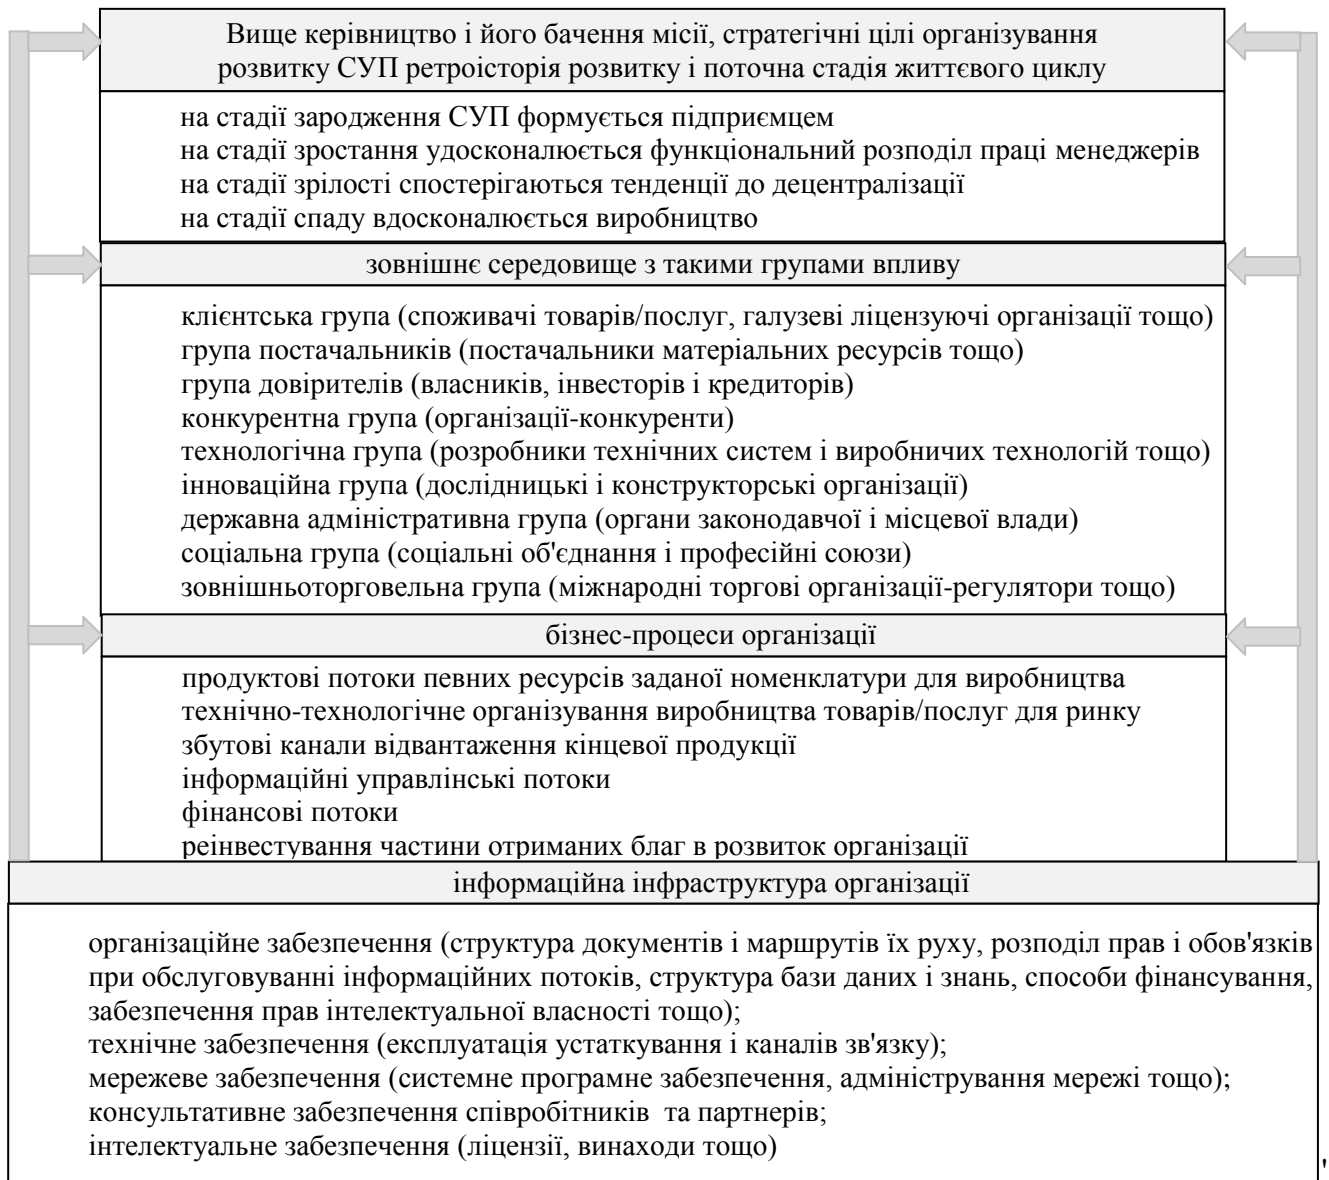 Вище керівництво і його бачення місії, стратегічні цілі організування
розвитку СУП ретроісторія розвитку і поточна стадія життєвого циклу
на стадії зародження СУП формується підприємцем
на стадії зростання удосконалюється функціональний розподіл праці менеджерів
на стадії зрілості спостерігаються тенденції до децентралізації
на стадії спаду вдосконалюється виробництво
зовнішнє середовище з такими групами впливу
клієнтська група (споживачі товарів/послуг, галузеві ліцензуючі організації тощо)
група постачальників (постачальники матеріальних ресурсів тощо)
група довірителів (власників, інвесторів і кредиторів)
конкурентна група (організації-конкуренти)
технологічна група (розробники технічних систем і виробничих технологій тощо)
інноваційна група (дослідницькі і конструкторські організації)
державна адміністративна група (органи законодавчої і місцевої влади)
соціальна група (соціальні об'єднання і професійні союзи)
зовнішньоторговельна група (міжнародні торгові організації-регулятори тощо)
бізнес-процеси організації
продуктові потоки певних ресурсів заданої номенклатури для виробництва
технічно-технологічне організування виробництва товарів/послуг для ринку
збутові канали відвантаження кінцевої продукції
інформаційні управлінські потоки
фінансові потоки
реінвестування частини отриманих благ в розвиток організації
інформаційна інфраструктура організації
організаційне забезпечення (структура документів і маршрутів їх руху, розподіл прав і обов'язків
при обслуговуванні інформаційних потоків, структура бази даних і знань, способи фінансування,
забезпечення прав інтелектуальної власності тощо);
технічне забезпечення (експлуатація устаткування і каналів зв'язку);
мережеве забезпечення (системне програмне забезпечення, адміністрування мережі тощо);
консультативне забезпечення співробітників та партнерів;
інтелектуальне забезпечення (ліцензії, винаходи тощо)
'